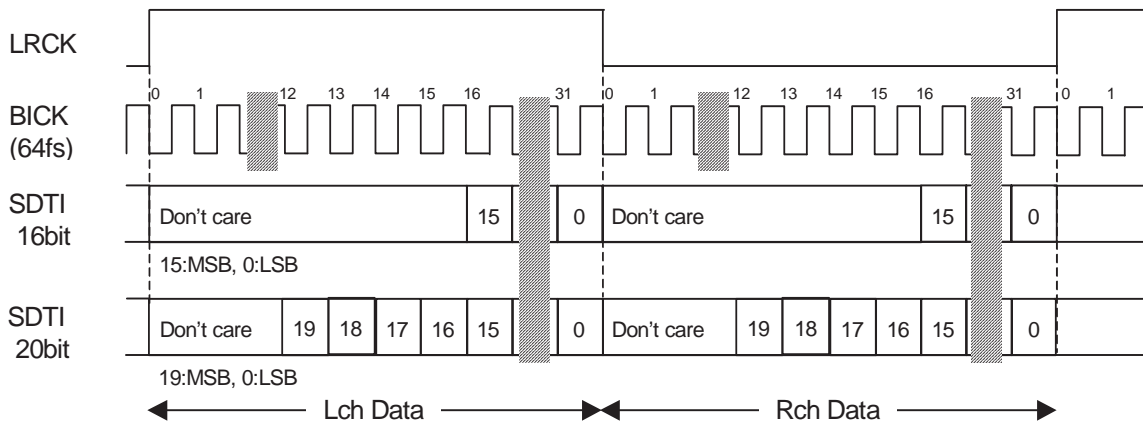 LRCK
BICK
(64fs)
0 1 12 13 14 15 16 31 0 1 12 13 14 15 16 31 0 1
SDTI
16bit
Don't care 15 0 Don't care 15 0
15:MSB, 0:LSB
SDTI
20bit
Don't care 19 18 17 16 15 0 Don't care 19 18 17 16 15 0
19:MSB, 0:LSB
Lch Data Rch Data